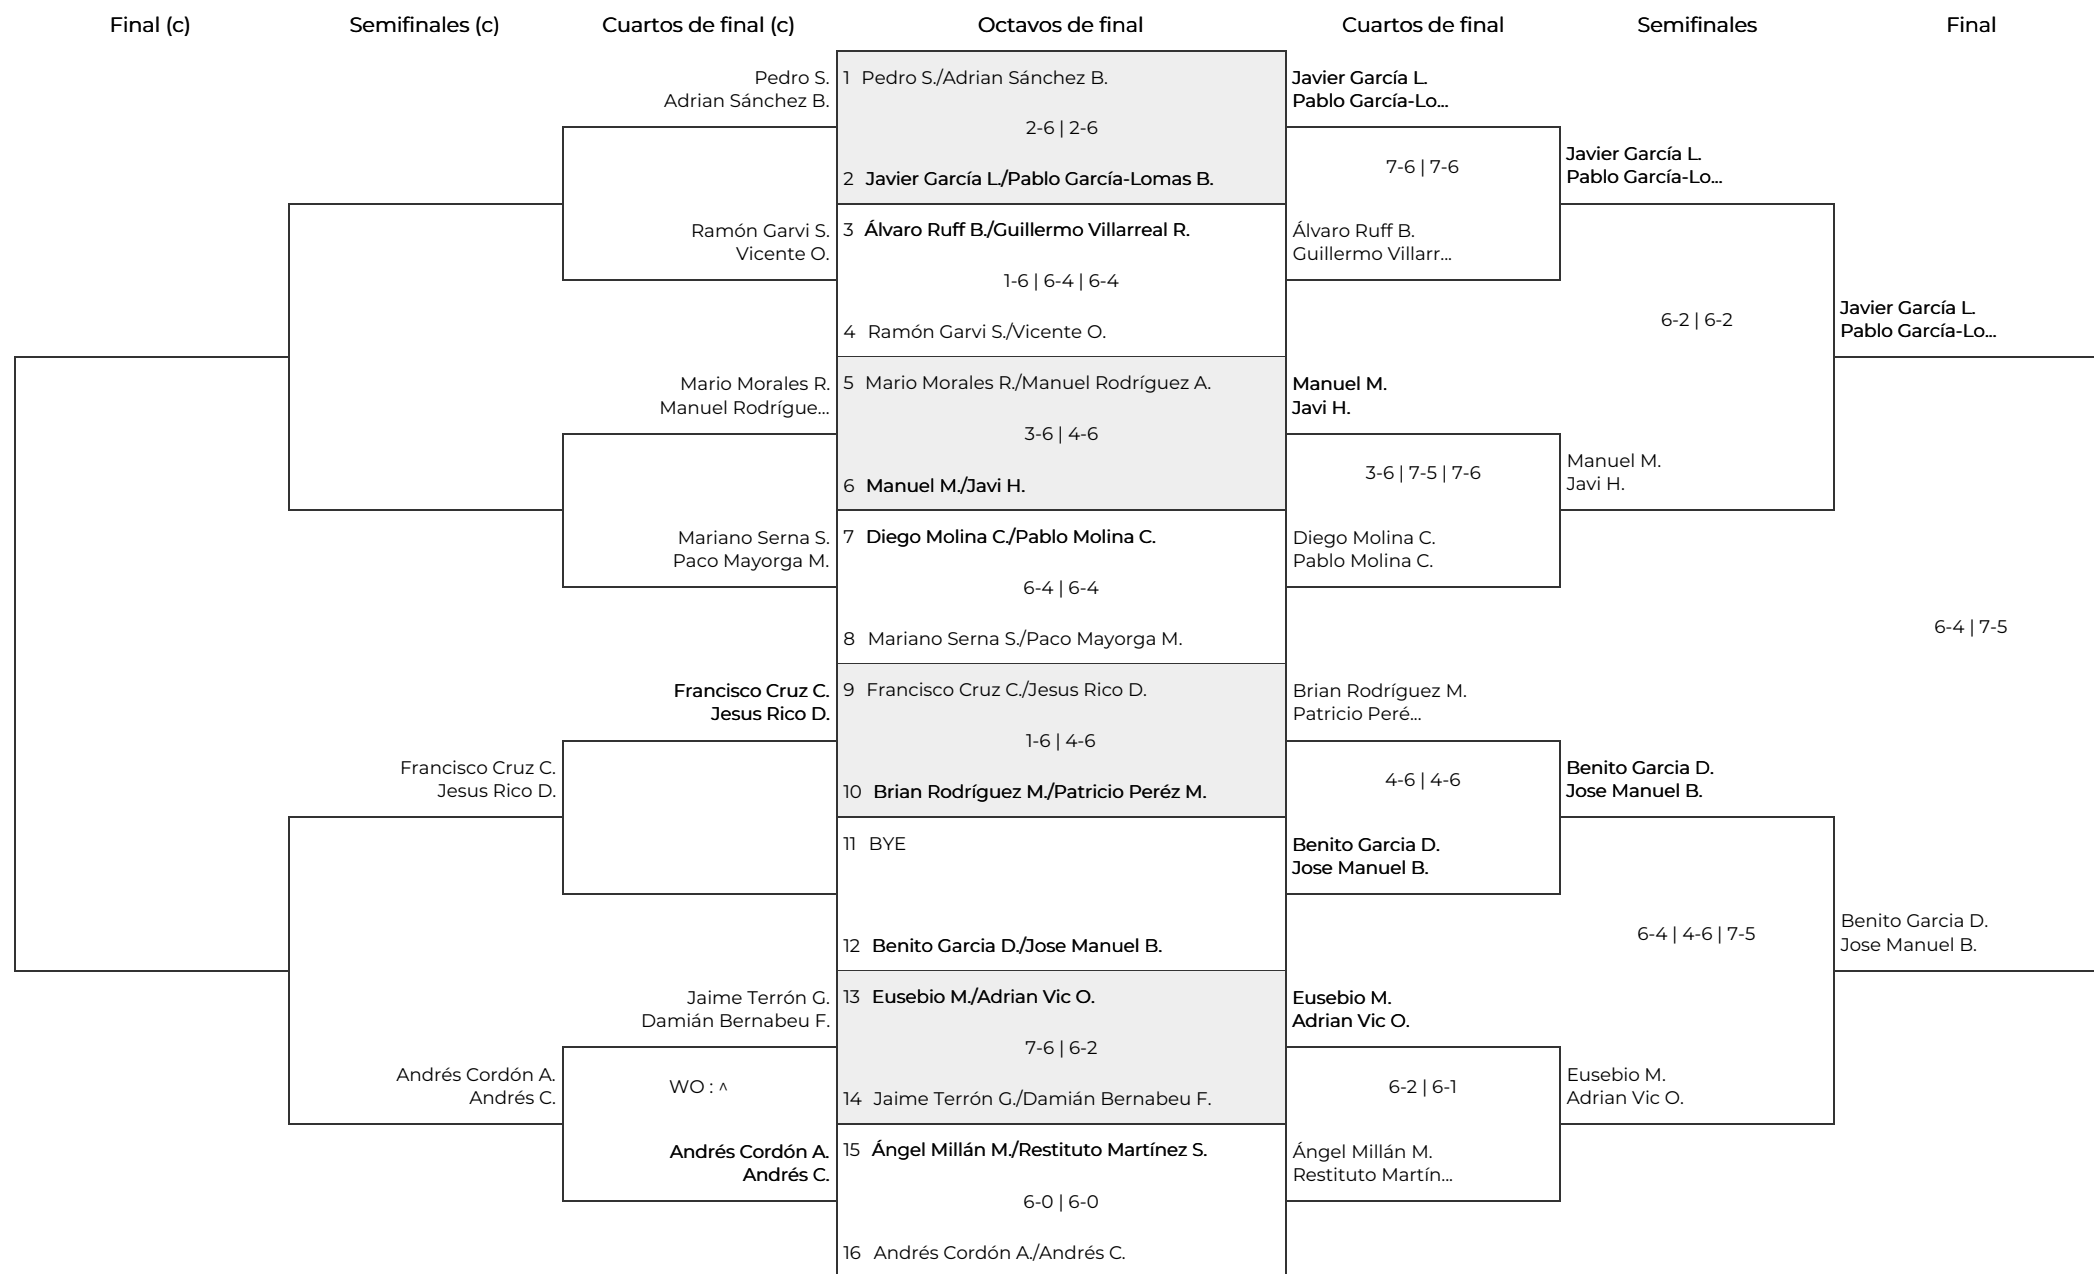 Final (c)
Semifinales (c)
Cuartos de final (c)
Octavos de final
Cuartos de final
Semifinales
Final
Francisco Cruz C.
Jesus Rico D.
Andrés Cordón A.
Andrés C.
Pedro S.
Adrian Sánchez B.
Ramón Garvi S.
Vicente O.
Mario Morales R.
Manuel Rodrígue...
Mariano Serna S.
Paco Mayorga M.
Francisco Cruz C.
Jesus Rico D.
Jaime Terrón G.
Damián Bernabeu F.
WO : ^
Andrés Cordón A.
Andrés C.
1 Pedro S./Adrian Sánchez B.
2-6 | 2-6
2 Javier García L./Pablo García-Lomas B.
3 Álvaro Ruff B./Guillermo Villarreal R.
1-6 | 6-4 | 6-4
4 Ramón Garvi S./Vicente O.
5 Mario Morales R./Manuel Rodríguez A.
3-6 | 4-6
6 Manuel M./Javi H.
7 Diego Molina C./Pablo Molina C.
6-4 | 6-4
8 Mariano Serna S./Paco Mayorga M.
9 Francisco Cruz C./Jesus Rico D.
1-6 | 4-6
10 Brian Rodríguez M./Patricio Peréz M.
11 BYE
12 Benito Garcia D./Jose Manuel B.
13 Eusebio M./Adrian Vic O.
7-6 | 6-2
14 Jaime Terrón G./Damián Bernabeu F.
15 Ángel Millán M./Restituto Martínez S.
6-0 | 6-0
16 Andrés Cordón A./Andrés C.
Javier García L.
Pablo García-Lo...
7-6 | 7-6
Álvaro Ruff B.
Guillermo Villarr...
Manuel M.
Javi H.
3-6 | 7-5 | 7-6
Diego Molina C.
Pablo Molina C.
Brian Rodríguez M.
Patricio Peré...
4-6 | 4-6
Benito Garcia D.
Jose Manuel B.
Eusebio M.
Adrian Vic O.
6-2 | 6-1
Ángel Millán M.
Restituto Martín...
Javier García L.
Pablo García-Lo...
6-2 | 6-2
Manuel M.
Javi H.
Benito Garcia D.
Jose Manuel B.
6-4 | 4-6 | 7-5
Eusebio M.
Adrian Vic O.
Javier García L.
Pablo García-Lo...
6-4 | 7-5
Benito Garcia D.
Jose Manuel B.